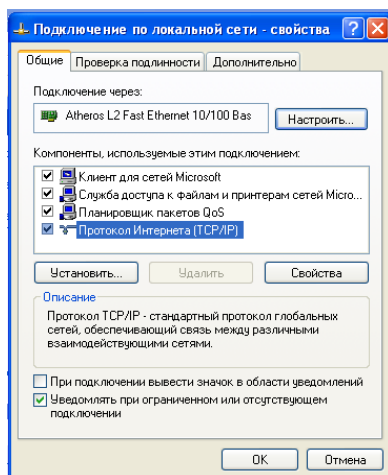 Подключение по локальной сети - свойства
Общие Проверка подлинности Дополнительно
Подключение через:
Atheros L2 Fast Ethernet 10/100 Bas
Настроить...
Компоненты, используемые этим подключением:
Клиент для сетей Microsoft
Служба доступа к файлам и принтерам сетей Micro...
Планировщик пакетов QoS
Протокол Интернета (TCP/IP)
Установить... Удалить Свойства
Описание
Протокол TCP/IP - стандартный протокол глобальных
сетей, обеспечивающий связь между различными
взаимодействующими сетями.
При подключении вывести значок в области уведомлений
Уведомлять при ограниченном или отсутствующем
подключении
OK Отмена